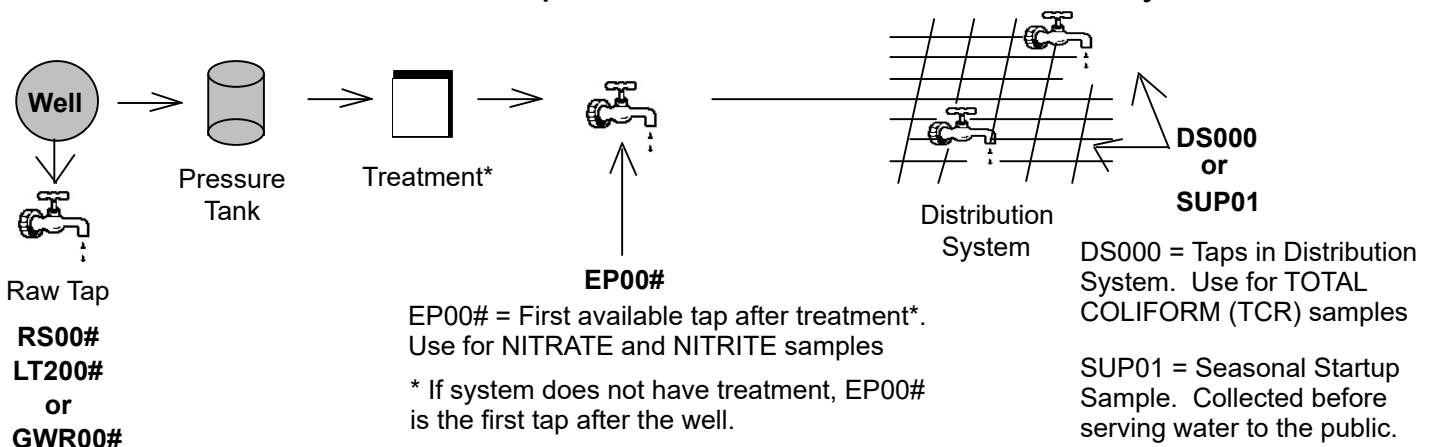 Well
Pressure
Tank
Treatment*
Raw Tap
RS00#
LT200#
or
GWR00#
EP00#
EP00# = First available tap after treatment*.
Use for NITRATE and NITRITE samples
* If system does not have treatment, EP00#
is the first tap after the well.
Distribution
System
DS000
or
SUP01
DS000 = Taps in Distribution
System. Use for TOTAL
COLIFORM (TCR) samples
SUP01 = Seasonal Startup
Sample. Collected before
serving water to the public.